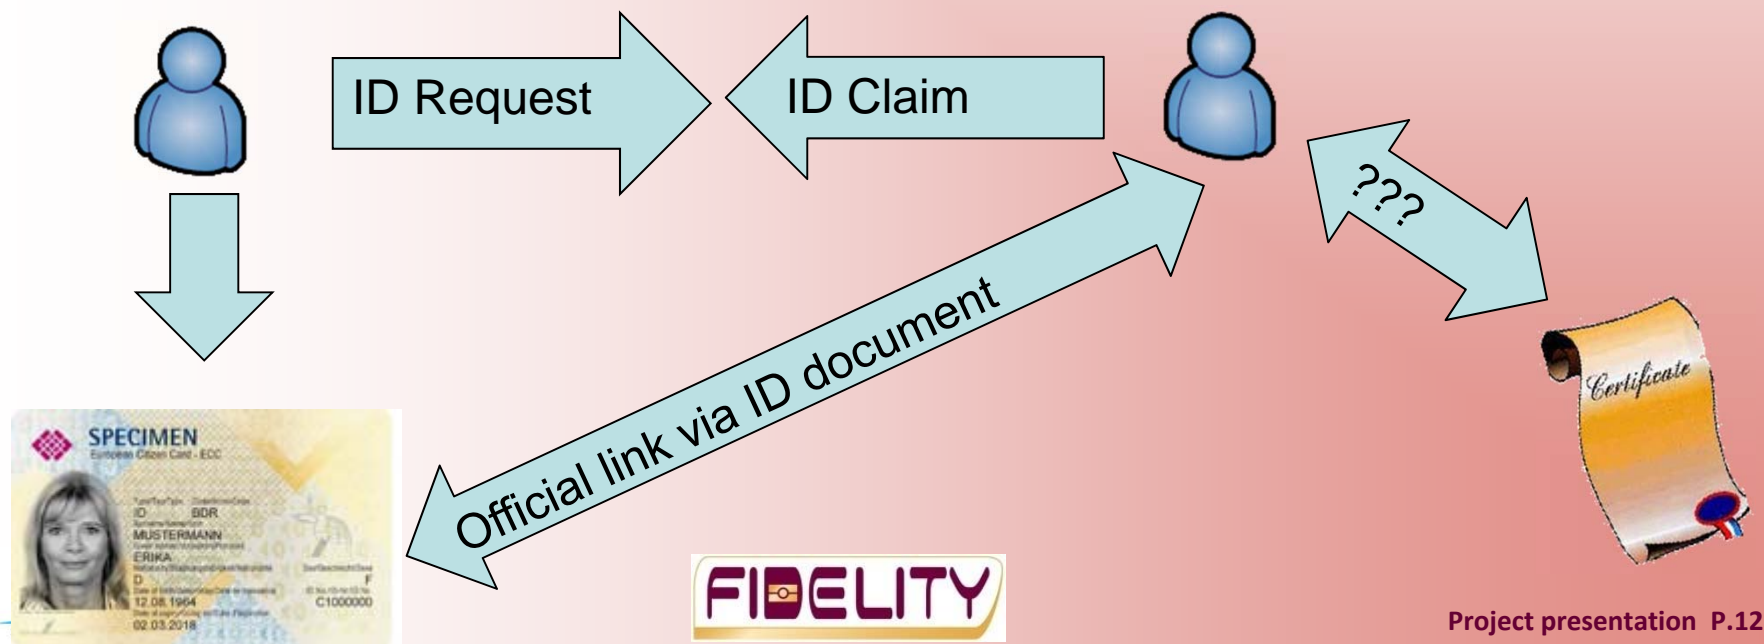 ID Request
ID Claim
???
Official link via ID document
Certificate
SPECIMEN
European Citizen Card - ECC
ID BDR
MUSTERMANN
ERIKA
D F
12.08.1964 C1000000
02.03.2018
FIDELITY
Project presentation P.12